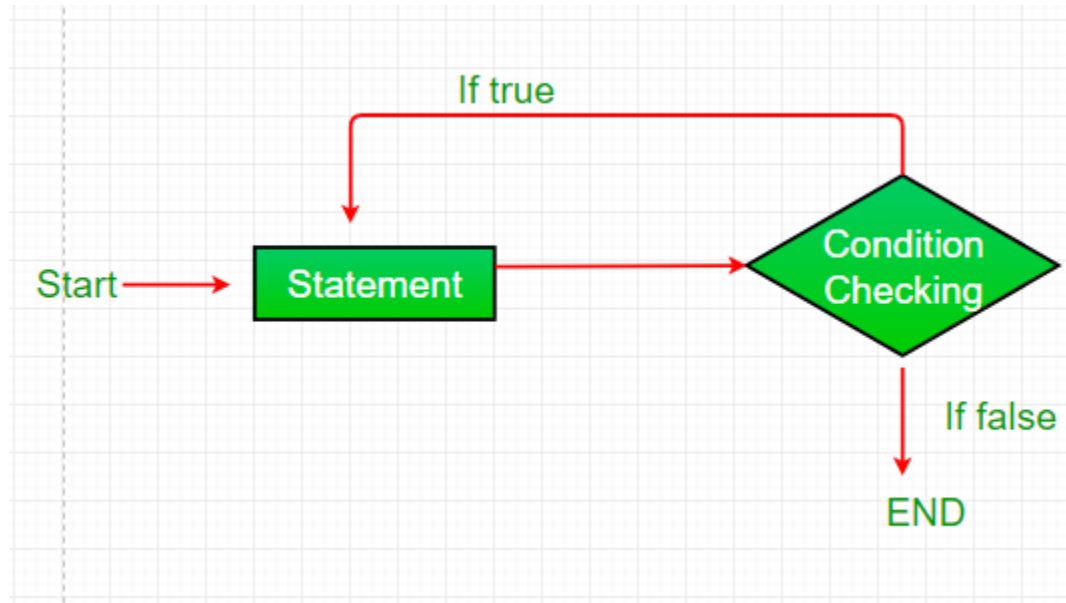 If true
Start
Statement
Condition
Checking
If false
END